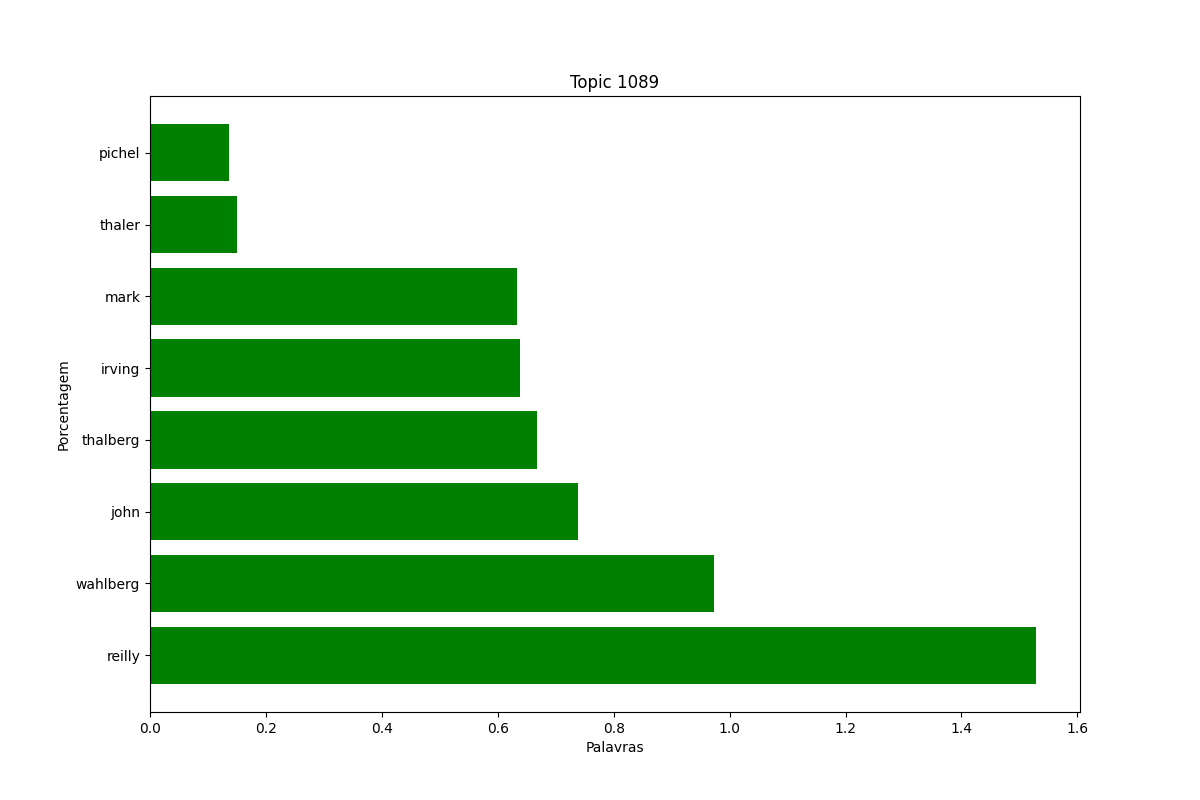 Topic 1089
pichel
thaler
mark
irving
thalberg
john
wahlberg
reilly
Porcentagem
0.0 0.2 0.4 0.6 0.8 1.0 1.2 1.4 1.6
Palavras